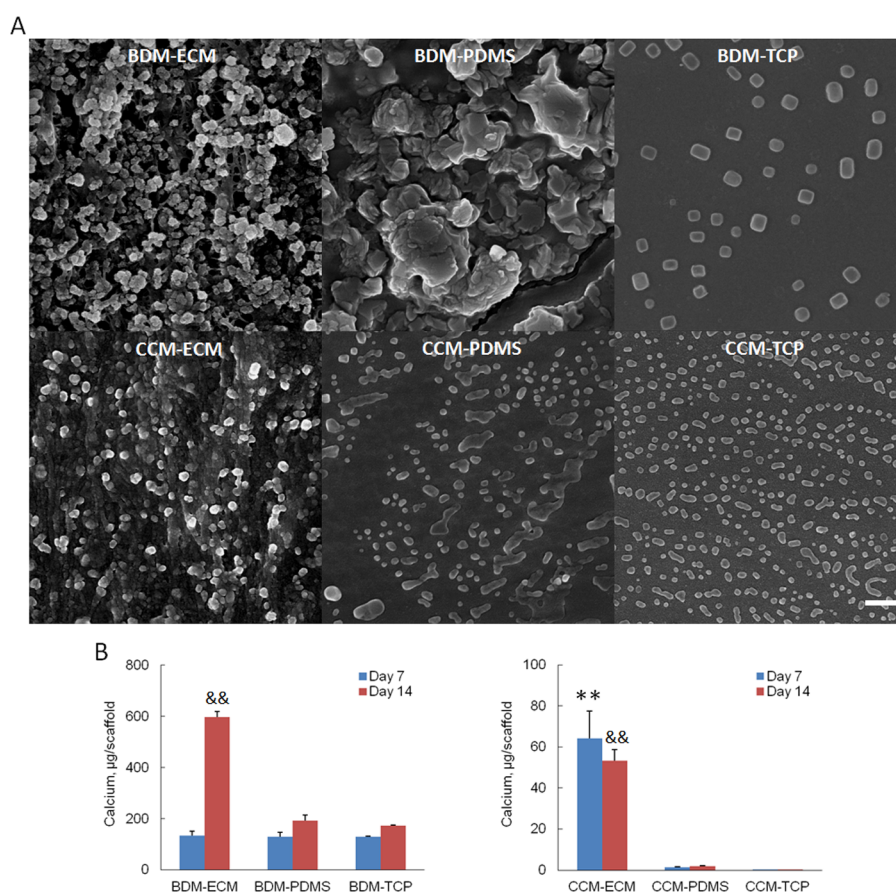 A
BDM-ECM
BDM-PDMS
BDM-TCP
CCM-ECM
CCM-PDMS
CCM-TCP
B
Calcium, µg/scaffold
800
600
400
200
0
&&
Day 7
Day 14
BDM-ECM
BDM-PDMS
BDM-TCP
Calcium, µg/scaffold
100
80
60
40
20
0
**
&&
Day 7
Day 14
CCM-ECM
CCM-PDMS
CCM-TCP